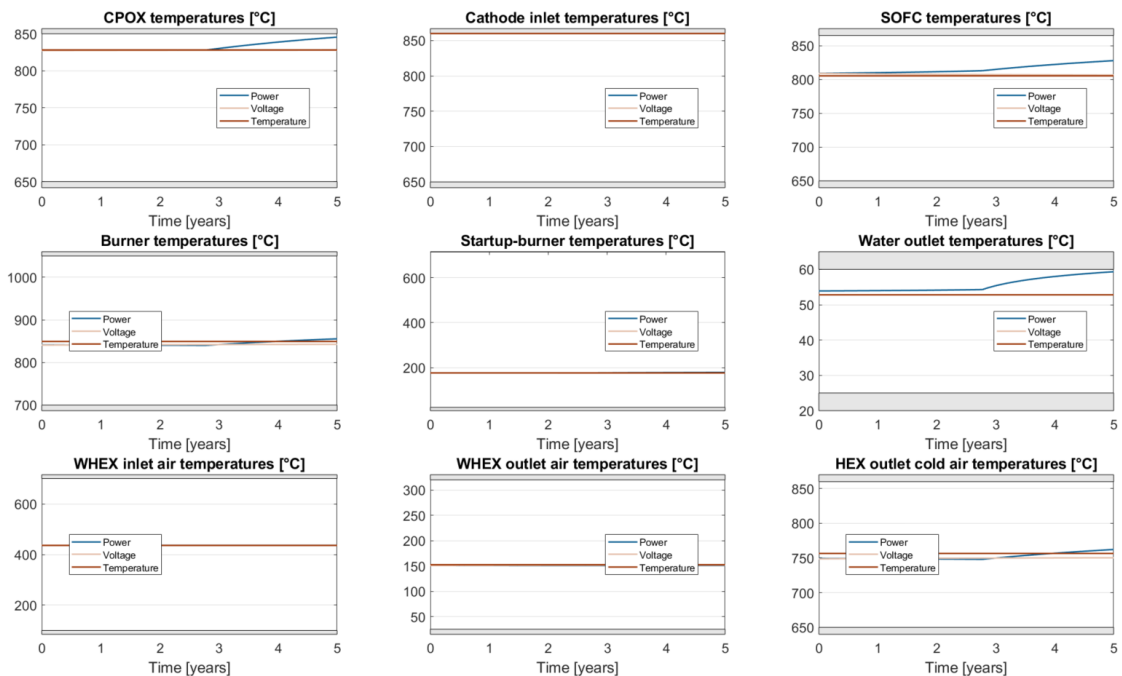 CPOX temperatures [°C]
850
800
750
700
650
0 1 2 3 4 5
Time [years]
Power
Voltage
Temperature
Cathode inlet temperatures [°C]
850
800
750
700
650
0 1 2 3 4 5
Time [years]
Power
Voltage
Temperature
SOFC temperatures [°C]
850
800
750
700
650
0 1 2 3 4 5
Time [years]
Power
Voltage
Temperature
Burner temperatures [°C]
1000
900
800
700
0 1 2 3 4 5
Time [years]
Power
Voltage
Temperature
Startup-burner temperatures [°C]
600
400
200
0 1 2 3 4 5
Time [years]
Power
Voltage
Temperature
Water outlet temperatures [°C]
60
50
40
30
20
0 1 2 3 4 5
Time [years]
Power
Voltage
Temperature
WHEX inlet air temperatures [°C]
600
400
200
0 1 2 3 4 5
Time [years]
Power
Voltage
Temperature
WHEX outlet air temperatures [°C]
300
250
200
150
100
50
0 1 2 3 4 5
Time [years]
Power
Voltage
Temperature
HEX outlet cold air temperatures [°C]
850
800
750
700
650
0 1 2 3 4 5
Time [years]
Power
Voltage
Temperature